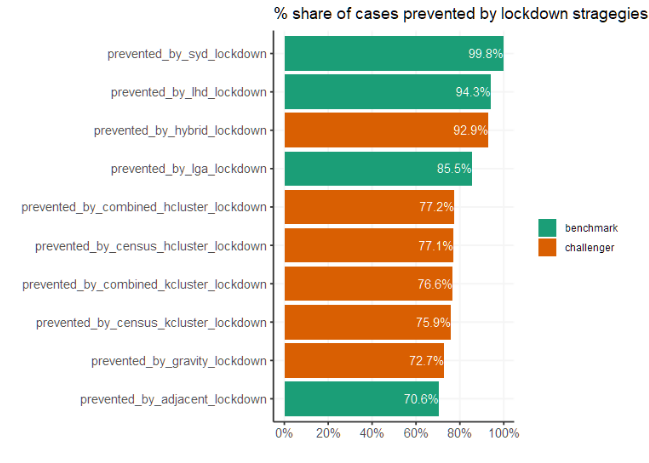 % share of cases prevented by lockdown stragegies
prevented_by_syd_lockdown 99.8%
prevented_by_lhd_lockdown 94.3%
prevented_by_hybrid_lockdown 92.9%
prevented_by_lga_lockdown 85.5%
prevented_by_combined_hcluster_lockdown 77.2%
prevented_by_census_hcluster_lockdown 77.1%
prevented_by_combined_kcluster_lockdown 76.6%
prevented_by_census_kcluster_lockdown 75.9%
prevented_by_gravity_lockdown 72.7%
prevented_by_adjacent_lockdown 70.6%
0% 20% 40% 60% 80% 100%
benchmark
challenger